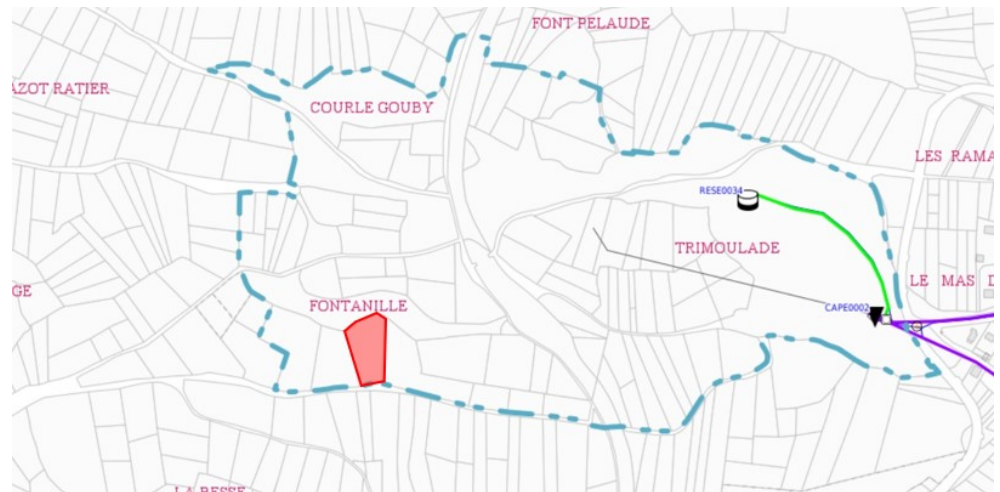 FONT PELAUDE
AZOT RATIER
COURLE GOUBY
LES RAMA
RESE0034
TRIMOULADE
GE
LE MAS D
FONTANILLE
CAPE0002
LA BESSE